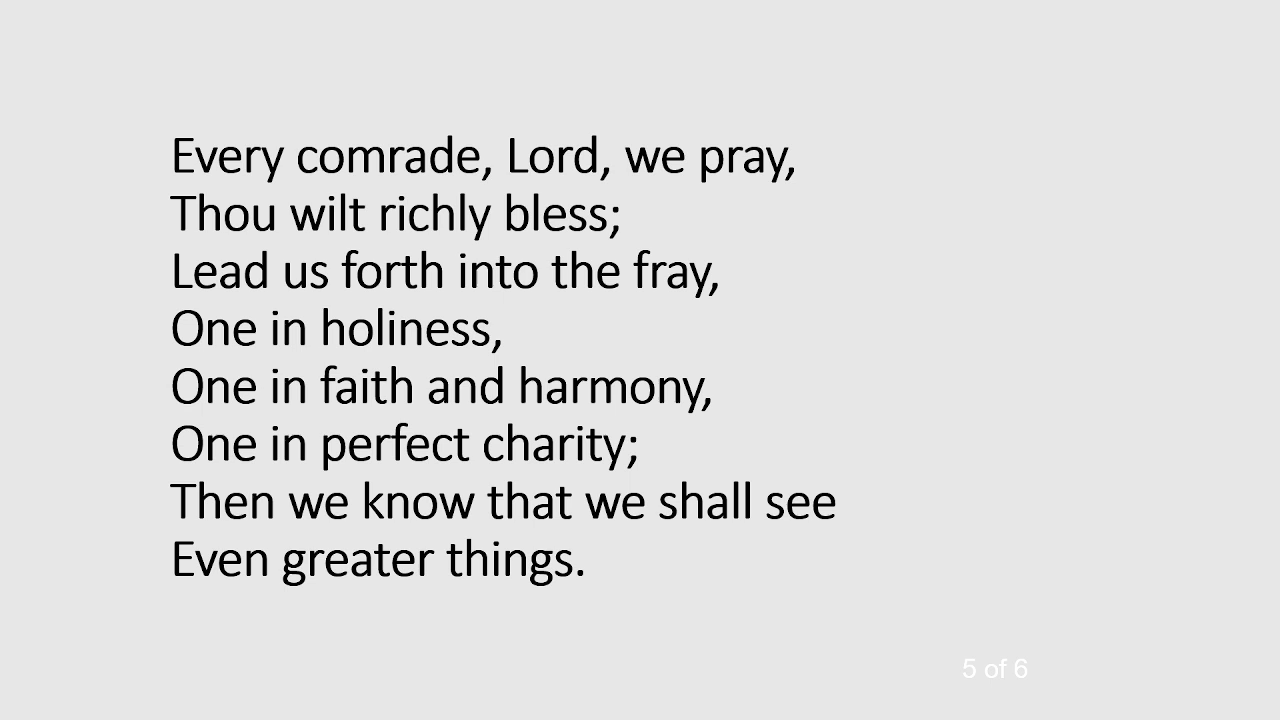 Every comrade, Lord, we pray,
Thou wilt richly bless;
Lead us forth into the fray,
One in holiness,
One in faith and harmony,
One in perfect charity;
Then we know that we shall see
Even greater things.
5 of 6